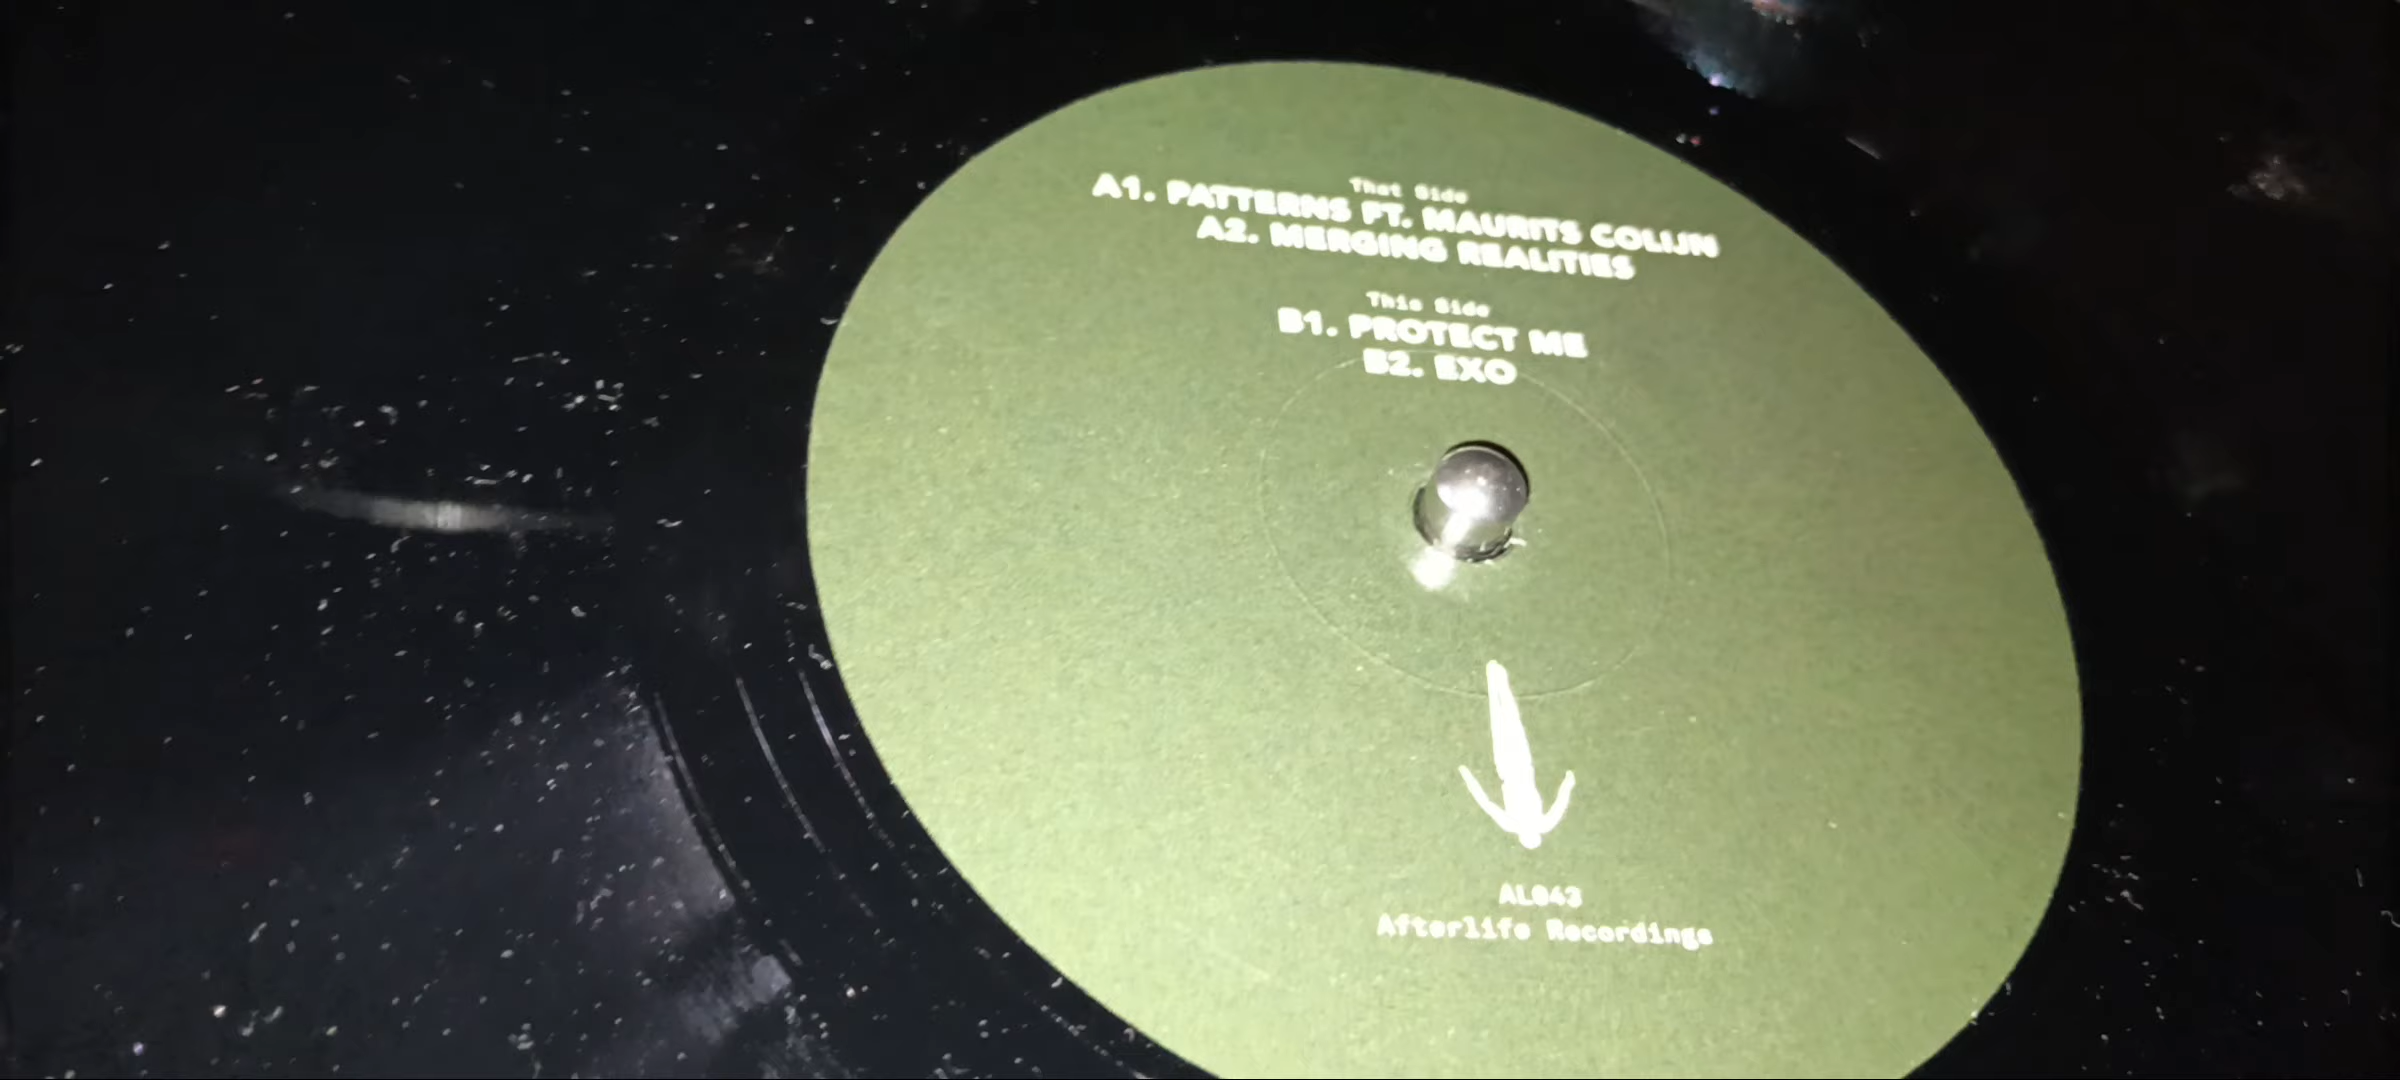 That Side
A1. PATTERNS FT. MAURITS COLIJN
A2. MERGING REALITIES
This Side
B1. PROTECT ME
B2. EXO
AL043
Afterlife Recordings